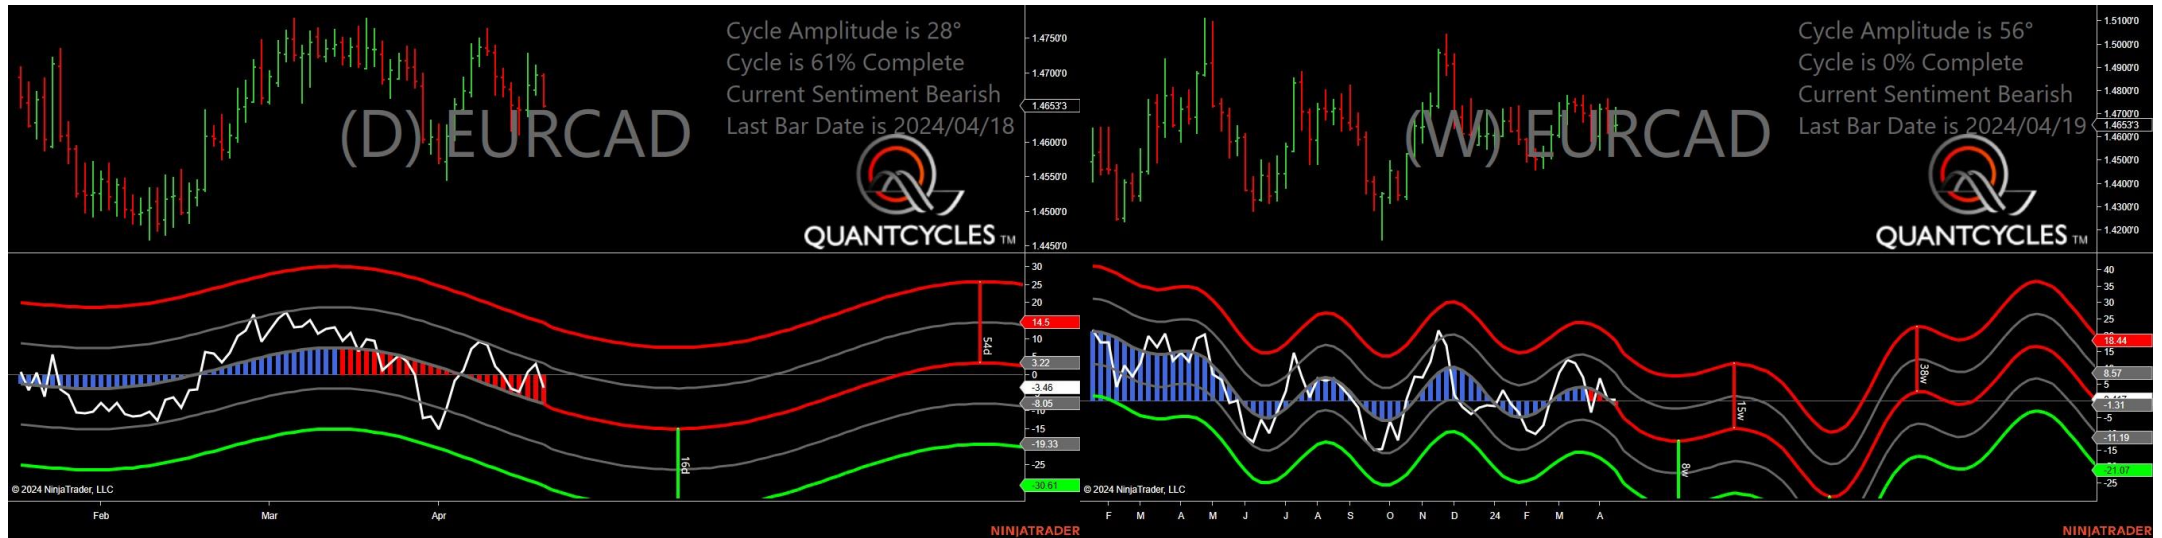 Cycle Amplitude is 28°
Cycle is 61% Complete
Current Sentiment Bearish
Last Bar Date is 2024/04/18
(D) EURCAD
QUANTCYCLES TM
1.4750'0
1.4700'0
1.4653'3
1.4600'0
1.4550'0
1.4500'0
1.4450'0
30
25
20
14.5
10
3.22
0
-3.46
-8.05
-10
-15
-19.33
-25
-30.61
54d
16d
© 2024 NinjaTrader, LLC
Feb
Mar
Apr
NINJATRADER
Cycle Amplitude is 56°
Cycle is 0% Complete
Current Sentiment Bearish
Last Bar Date is 2024/04/19
(W) EURCAD
QUANTCYCLES TM
1.5100'0
1.5000'0
1.4900'0
1.4800'0
1.4700'0
1.4653'3
1.4600'0
1.4500'0
1.4400'0
1.4300'0
1.4200'0
40
35
30
25
18.44
15
8.57
5
-1.31
-5
-11.19
-15
-21.07
-25
15w
38w
8w
© 2024 NinjaTrader, LLC
F
M
A
M
J
J
A
S
O
N
D
24
F
M
A
NINJATRADER